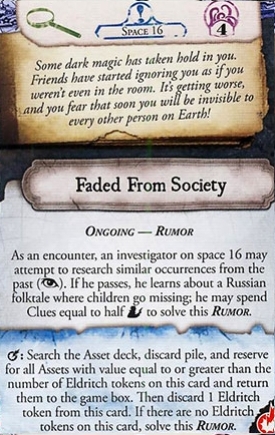 SPACE 16
4
Some dark magic has taken hold in you.
Friends have started ignoring you as if you
weren't even in the room. It's getting worse,
and you fear that soon you will be invisible to
every other person on Earth!
Faded From Society
ONGOING — RUMOR
As an encounter, an investigator on space 16 may
attempt to research similar occurrences from the
past ( ). If he passes, he learns about a Russian
folktale where children go missing; he may spend
Clues equal to half to solve this RUMOR.
: Search the Asset deck, discard pile, and reserve
for all Assets with value equal to or greater than the
number of Eldritch tokens on this card and return
them to the game box. Then discard 1 Eldritch
token from this card. If there are no Eldritch
tokens on this card, solve this RUMOR.